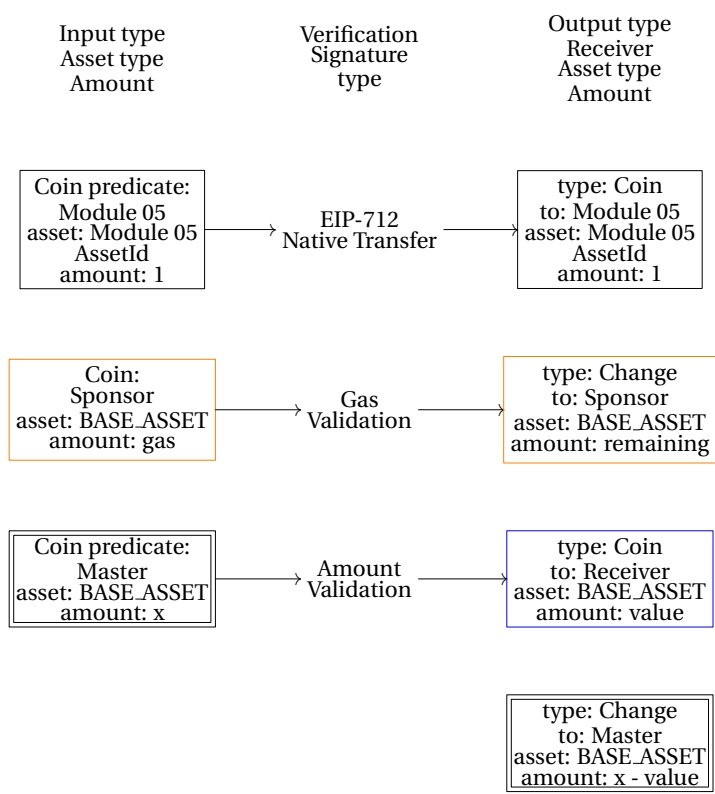 Input type
Asset type
Amount
Verification
Signature
type
Output type
Receiver
Asset type
Amount
Coin predicate:
Module 05
asset: Module 05
AssetId
amount: 1
EIP-712
Native Transfer
type: Coin
to: Module 05
asset: Module 05
AssetId
amount: 1
Coin:
Sponsor
asset: BASE_ASSET
amount: gas
Gas
Validation
type: Change
to: Sponsor
asset: BASE_ASSET
amount: remaining
Coin predicate:
Master
asset: BASE_ASSET
amount: x
Amount
Validation
type: Coin
to: Receiver
asset: BASE_ASSET
amount: value
type: Change
to: Master
asset: BASE_ASSET
amount: x - value